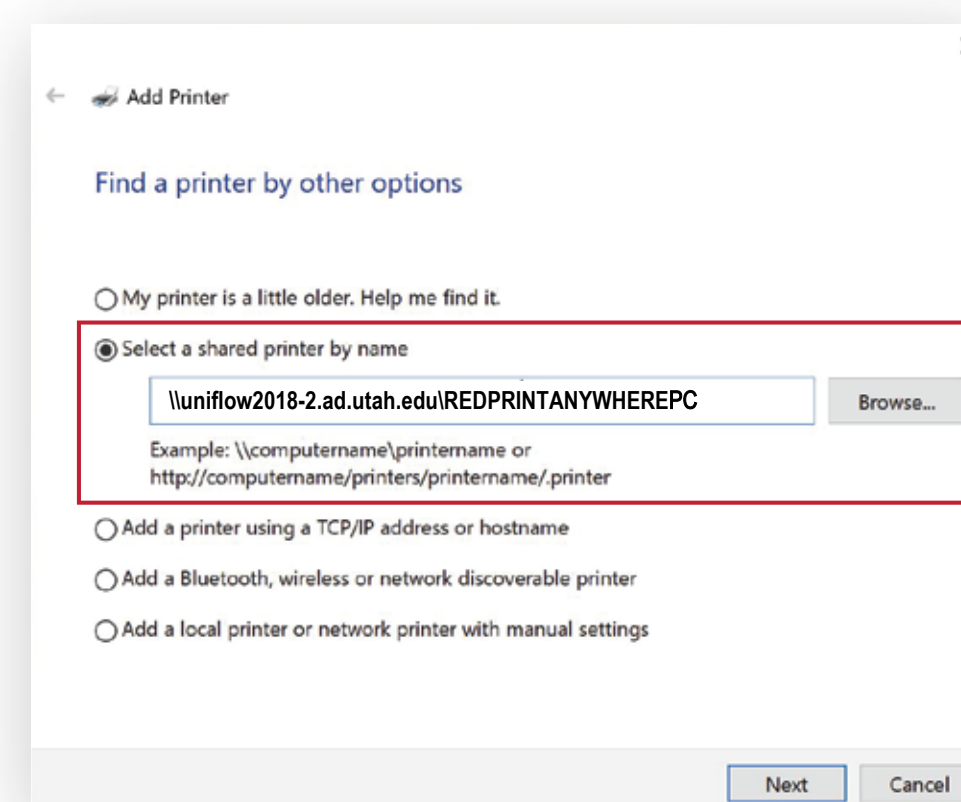 Add Printer
Find a printer by other options
My printer is a little older. Help me find it.
Select a shared printer by name
\\uniflow2018-2.ad.utah.edu\REDPRINTANYWHEREPC
Browse...
Example: \\computername\printername or
http://computername/printers/printername/.printer
Add a printer using a TCP/IP address or hostname
Add a Bluetooth, wireless or network discoverable printer
Add a local printer or network printer with manual settings
Next
Cancel